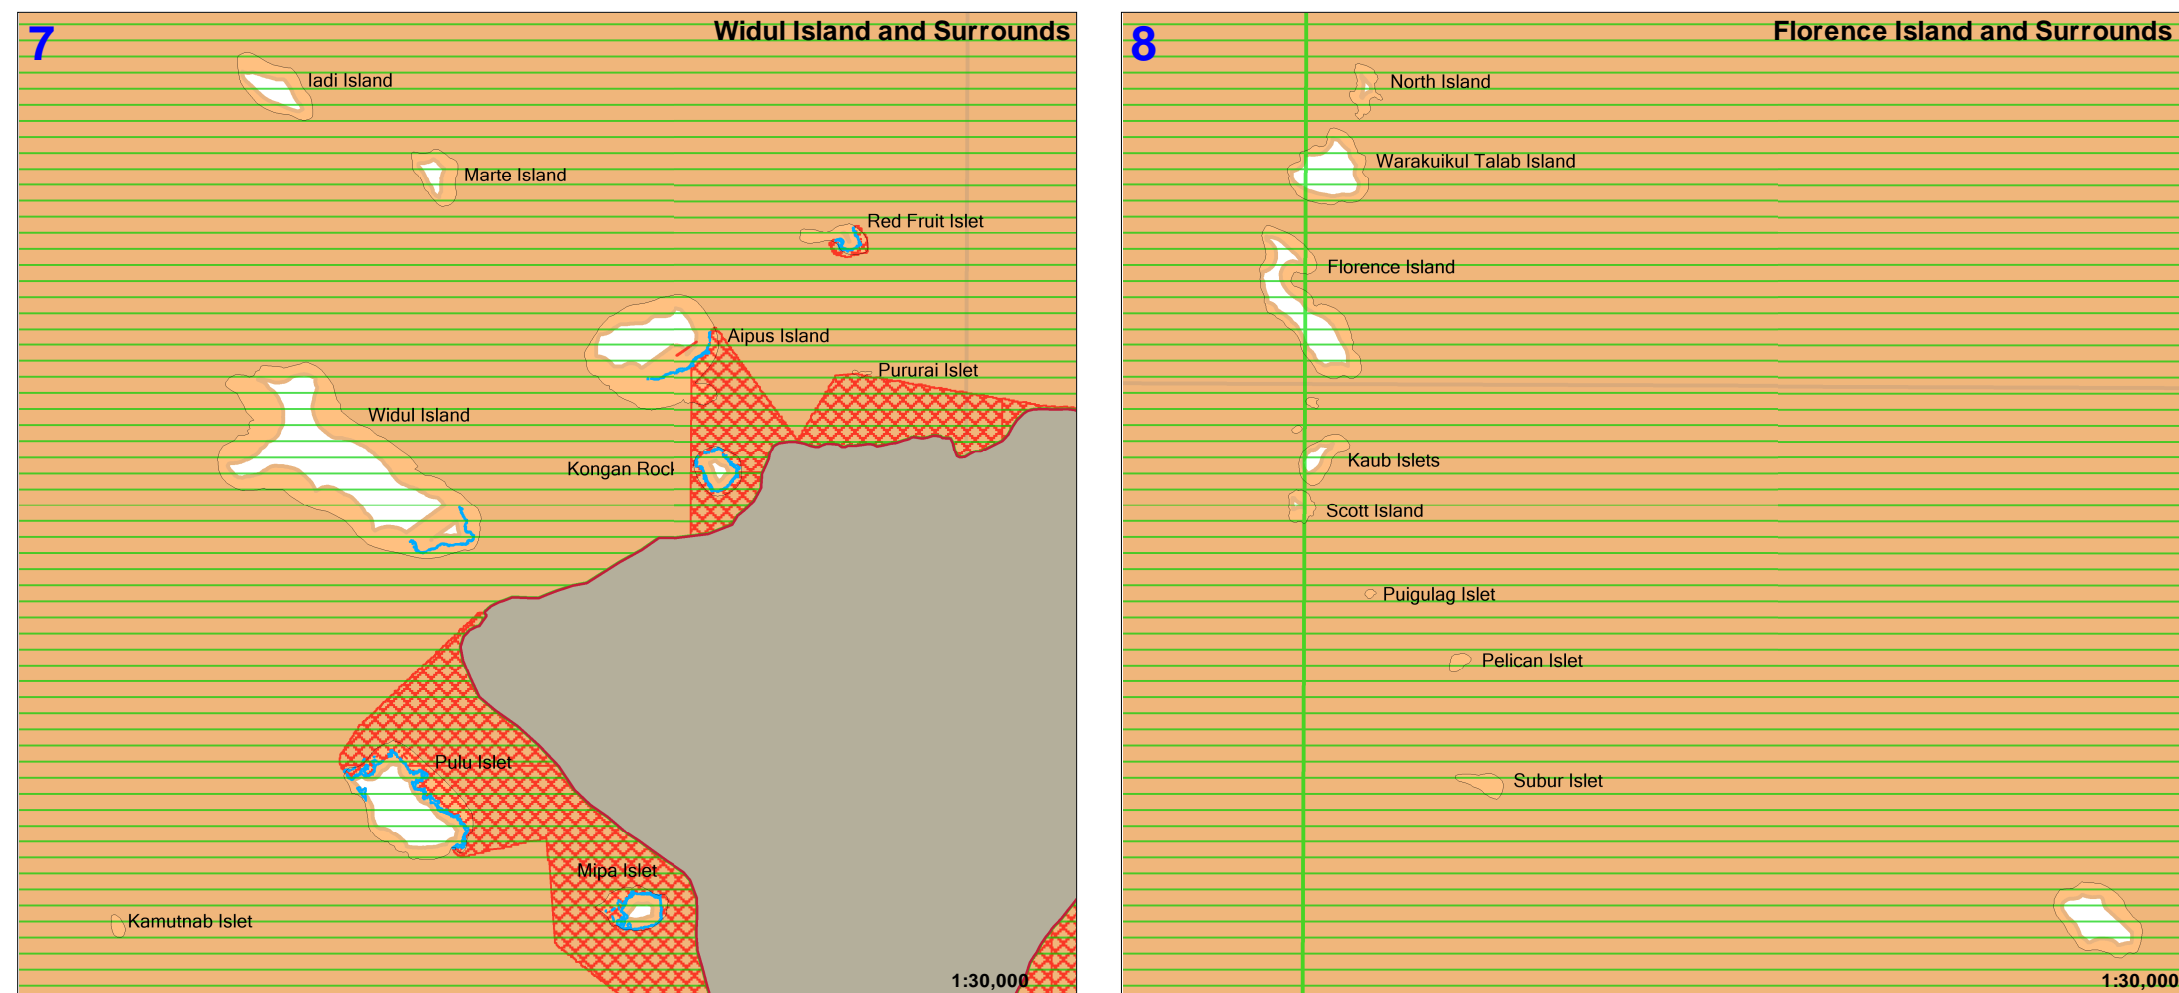 7
Widul Island and Surrounds
Iadi Island
Marte Island
Red Fruit Islet
Aipus Island
Pururai Islet
Widul Island
Kongan Rock
Pulu Islet
Mipa Islet
Kamutnab Islet
1:30,000
8
Florence Island and Surrounds
North Island
Warakuikul Talab Island
Florence Island
Kaub Islets
Scott Island
Puigulag Islet
Pelican Islet
Subur Islet
1:30,000